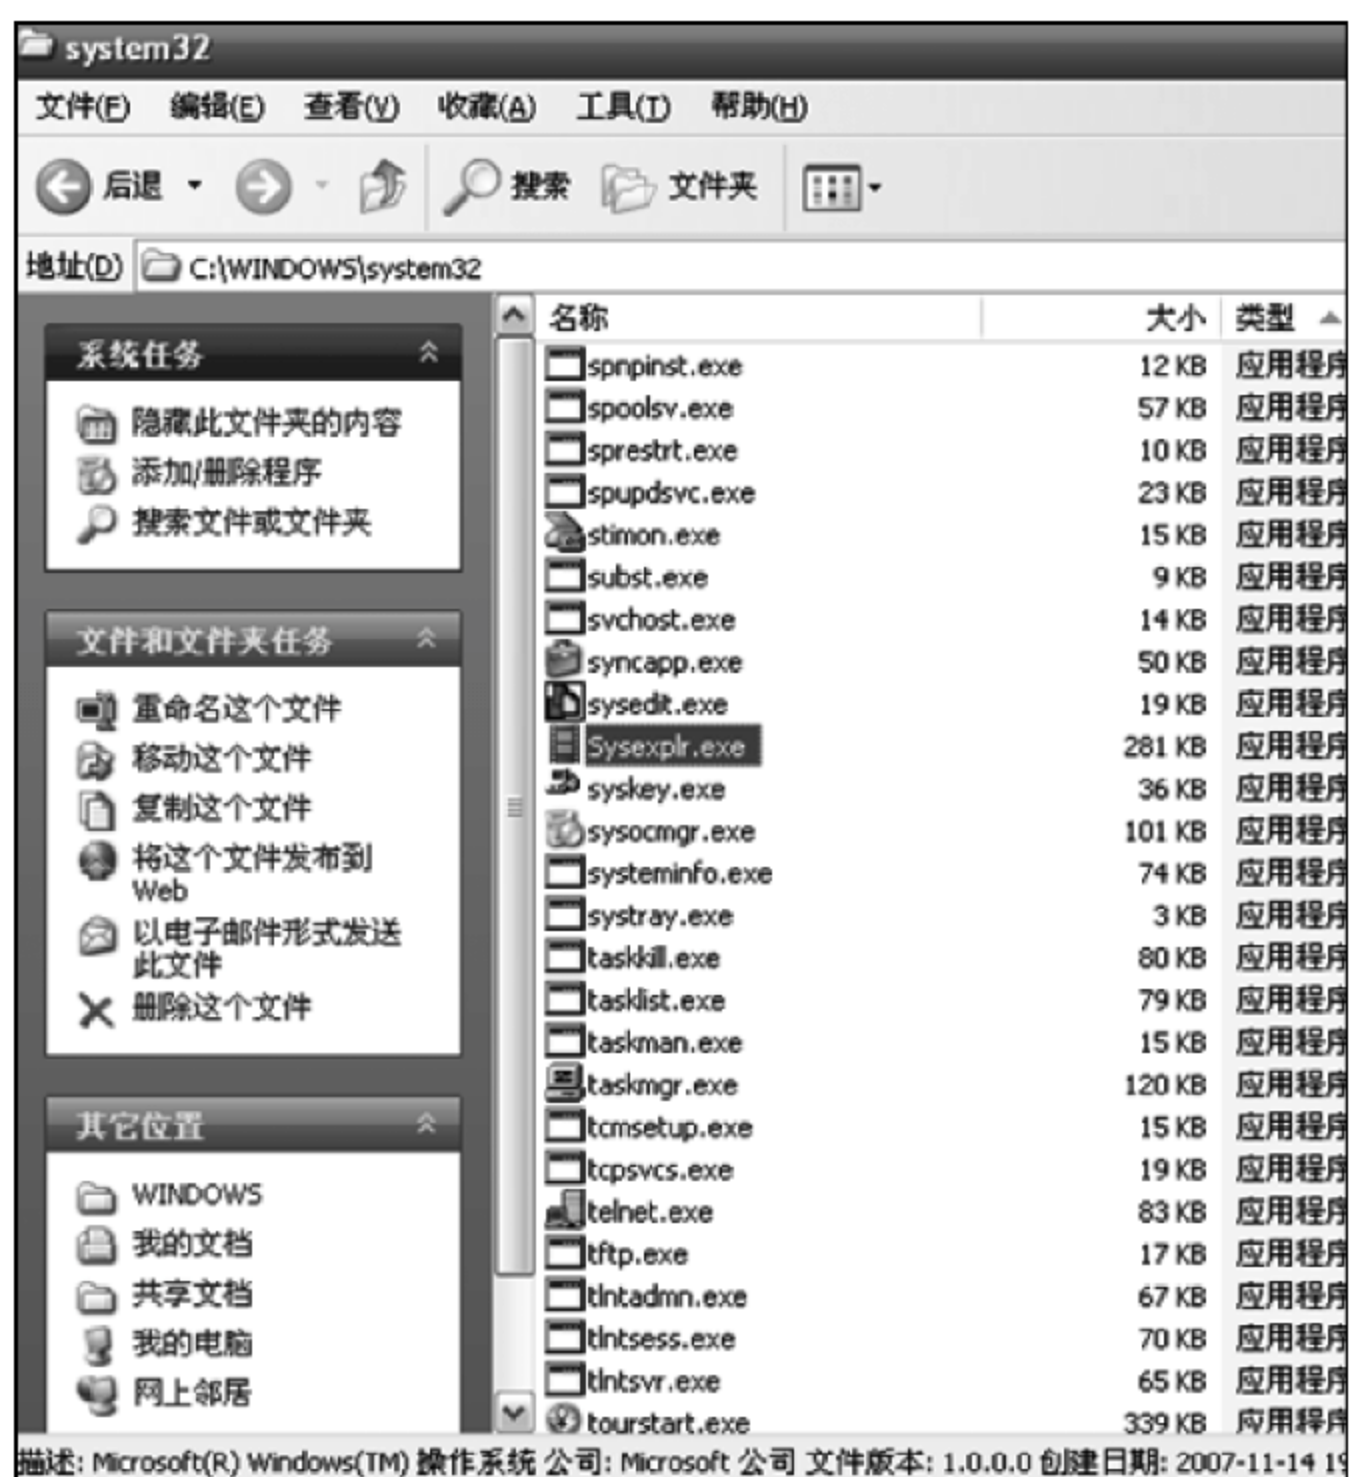 system32
文件(F) 编辑(E) 查看(V) 收藏(A) 工具(T) 帮助(H)
后退 搜索 文件夹
地址(D) C:\WINDOWS\system32
系统任务
隐藏此文件夹的内容
添加/删除程序
搜索文件或文件夹
文件和文件夹任务
重命名这个文件
移动这个文件
复制这个文件
将这个文件发布到
Web
以电子邮件形式发送
此文件
删除这个文件
其它位置
WINDOWS
我的文档
共享文档
我的电脑
网上邻居
名称 大小 类型
spnpinst.exe 12 KB 应用程序
spoolsv.exe 57 KB 应用程序
sprestrt.exe 10 KB 应用程序
spupdsvc.exe 23 KB 应用程序
stimon.exe 15 KB 应用程序
subst.exe 9 KB 应用程序
svchost.exe 14 KB 应用程序
syncapp.exe 50 KB 应用程序
sysedit.exe 19 KB 应用程序
Sysexplr.exe 281 KB 应用程序
syskey.exe 36 KB 应用程序
sysocmgr.exe 101 KB 应用程序
systeminfo.exe 74 KB 应用程序
systray.exe 3 KB 应用程序
taskkill.exe 80 KB 应用程序
tasklist.exe 79 KB 应用程序
taskman.exe 15 KB 应用程序
taskmgr.exe 120 KB 应用程序
tcmsetup.exe 15 KB 应用程序
tcpsvcs.exe 19 KB 应用程序
telnet.exe 83 KB 应用程序
tftp.exe 17 KB 应用程序
tlntadmn.exe 67 KB 应用程序
tlntsess.exe 70 KB 应用程序
tlntsvr.exe 65 KB 应用程序
tourstart.exe 339 KB 应用程序
描述: Microsoft(R) Windows(TM) 操作系统 公司: Microsoft 公司 文件版本: 1.0.0.0 创建日期: 2007-11-14 19